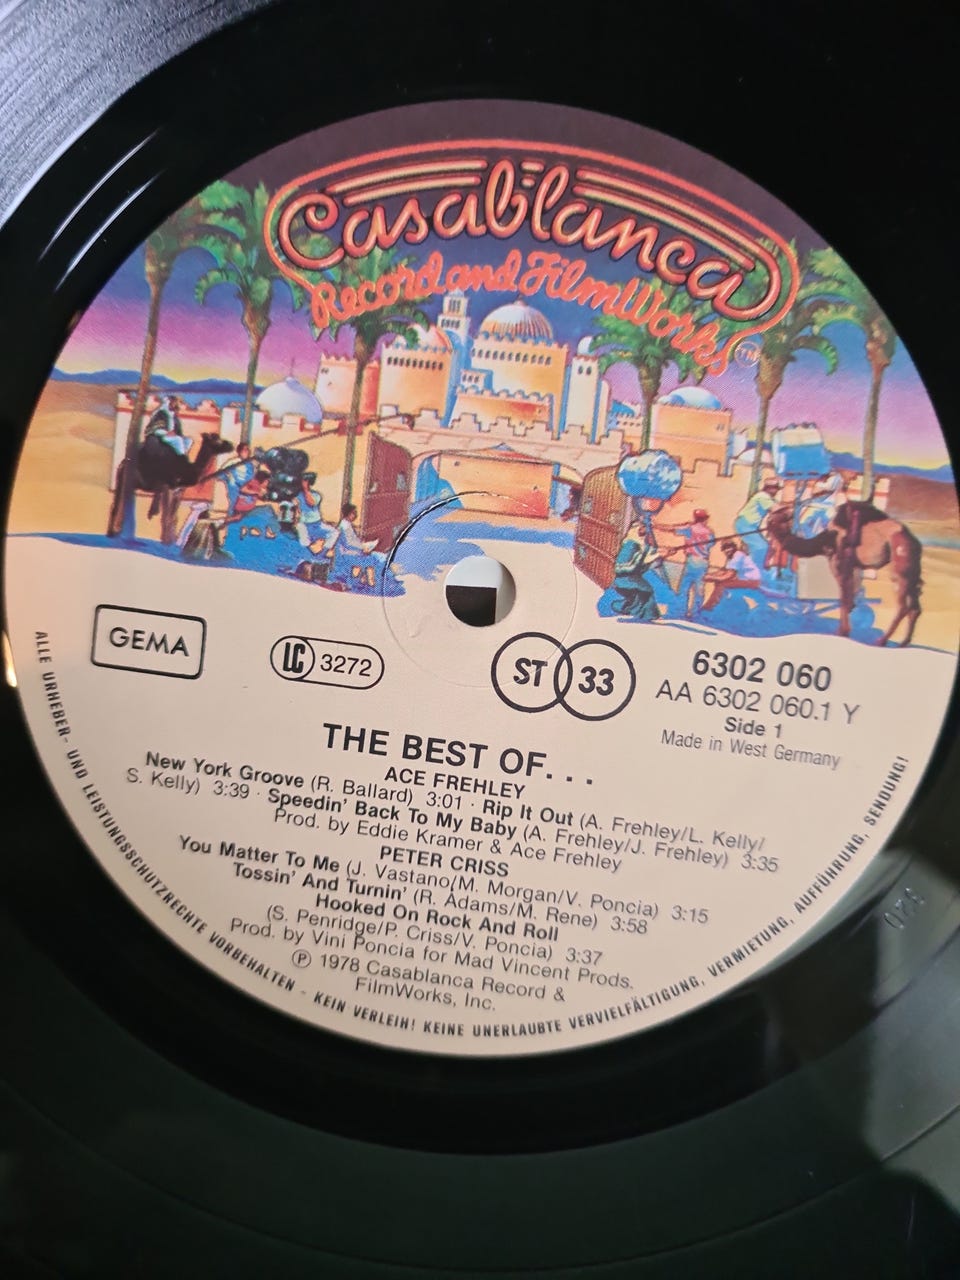 Casablanca
Record and FilmWorks
TM
GEMA
LC 3272
ST 33
6302 060
AA 6302 060.1 Y
Side 1
Made in West Germany
THE BEST OF...
ACE FREHLEY
New York Groove (R. Ballard) 3:01 · Rip It Out (A. Frehley/L. Kelly/
S. Kelly) 3:39 · Speedin' Back To My Baby (A. Frehley/J. Frehley) 3:35
Prod. by Eddie Kramer & Ace Frehley
PETER CRISS
You Matter To Me (J. Vastano/M. Morgan/V. Poncia) 3:15
Tossin' And Turnin' (R. Adams/M. Rene) 3:58
Hooked On Rock And Roll
(S. Penridge/P. Criss/V. Poncia) 3:37
Prod. by Vini Poncia for Mad Vincent Prods.
℗ 1978 Casablanca Record &
FilmWorks, Inc.
ALLE URHEBER- UND LEISTUNGSSCHUTZRECHTE VORBEHALTEN - KEIN VERLEIH! KEINE UNERLAUBTE VERVIELFÄLTIGUNG, VERMIETUNG, AUFFÜHRUNG, SENDUNG!